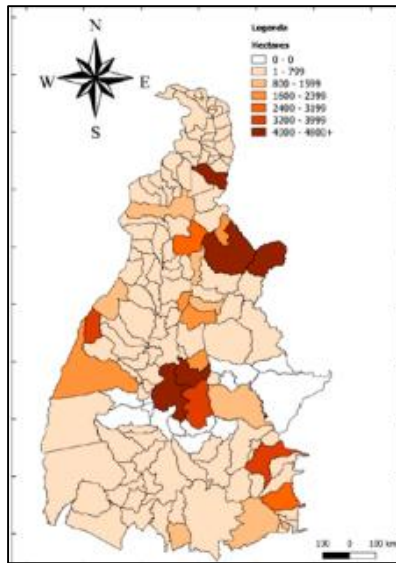 N
W
E
S
Legenda
Hectares
0 - 0
1 - 799
800 - 1599
1600 - 2399
2400 - 3199
3200 - 3999
4000 - 4800+
100 0 100 km